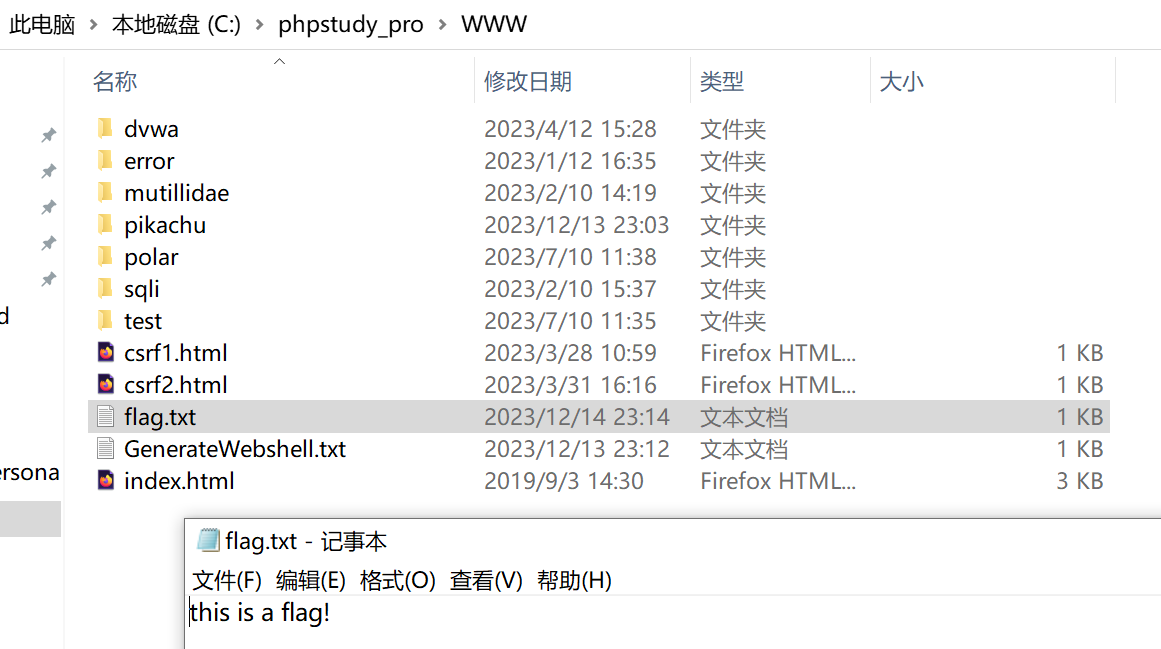 此电脑 › 本地磁盘 (C:) › phpstudy_pro › WWW
名称 修改日期 类型 大小
dvwa 2023/4/12 15:28 文件夹
error 2023/1/12 16:35 文件夹
mutillidae 2023/2/10 14:19 文件夹
pikachu 2023/12/13 23:03 文件夹
polar 2023/7/10 11:38 文件夹
sqli 2023/2/10 15:37 文件夹
d
test 2023/7/10 11:35 文件夹
csrf1.html 2023/3/28 10:59 Firefox HTML... 1 KB
csrf2.html 2023/3/31 16:16 Firefox HTML... 1 KB
flag.txt 2023/12/14 23:14 文本文档 1 KB
GenerateWebshell.txt 2023/12/13 23:12 文本文档 1 KB
ersona
index.html 2019/9/3 14:30 Firefox HTML... 3 KB
flag.txt - 记事本
文件(F) 编辑(E) 格式(O) 查看(V) 帮助(H)
this is a flag!